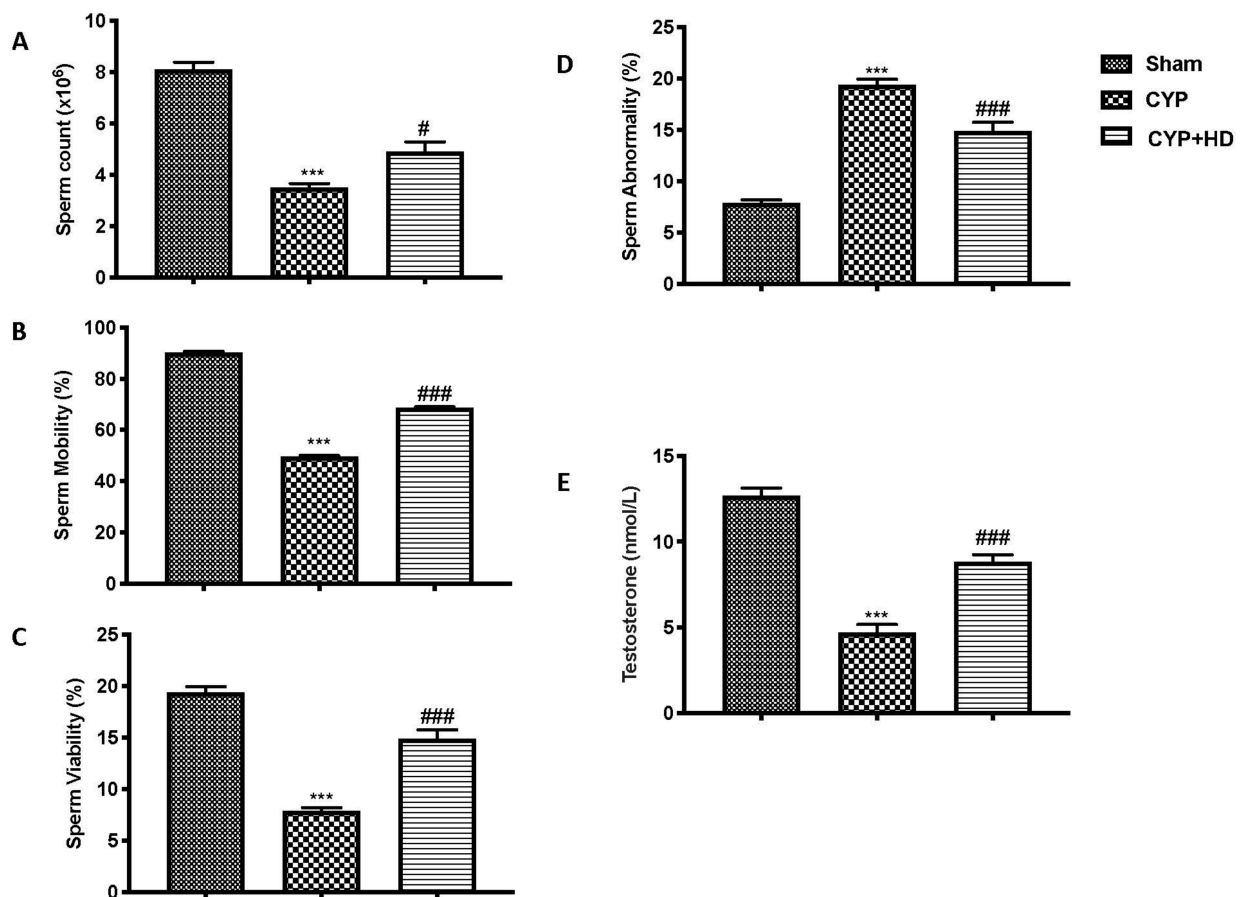 A
Sperm count (x10⁶)
10
8
6
4
2
0
***
#
B
Sperm Mobility (%)
100
80
60
40
20
0
***
###
C
Sperm Viability (%)
25
20
15
10
5
0
***
###
D
Sperm Abnormality (%)
25
20
15
10
5
0
***
###
Sham
CYP
CYP+HD
E
Testosterone (nmol/L)
15
10
5
0
***
###